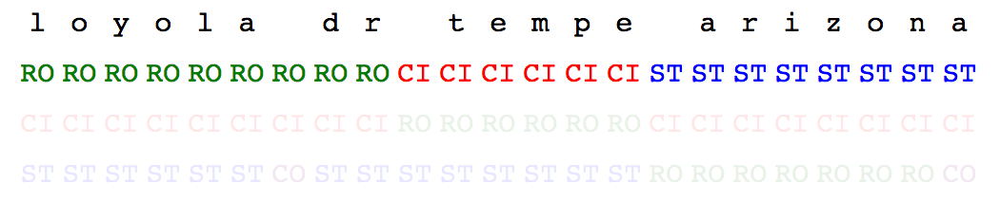 l o y o l a   d r   t e m p e   a r i z o n a
RO RO RO RO RO RO RO RO RO CI CI CI CI CI CI ST ST ST ST ST ST ST ST
CI CI CI CI CI CI CI CI CI RO RO RO RO RO RO CI CI CI CI CI CI CI CI
ST ST ST ST ST ST CO ST ST ST ST ST ST ST ST RO RO RO RO RO RO RO CO